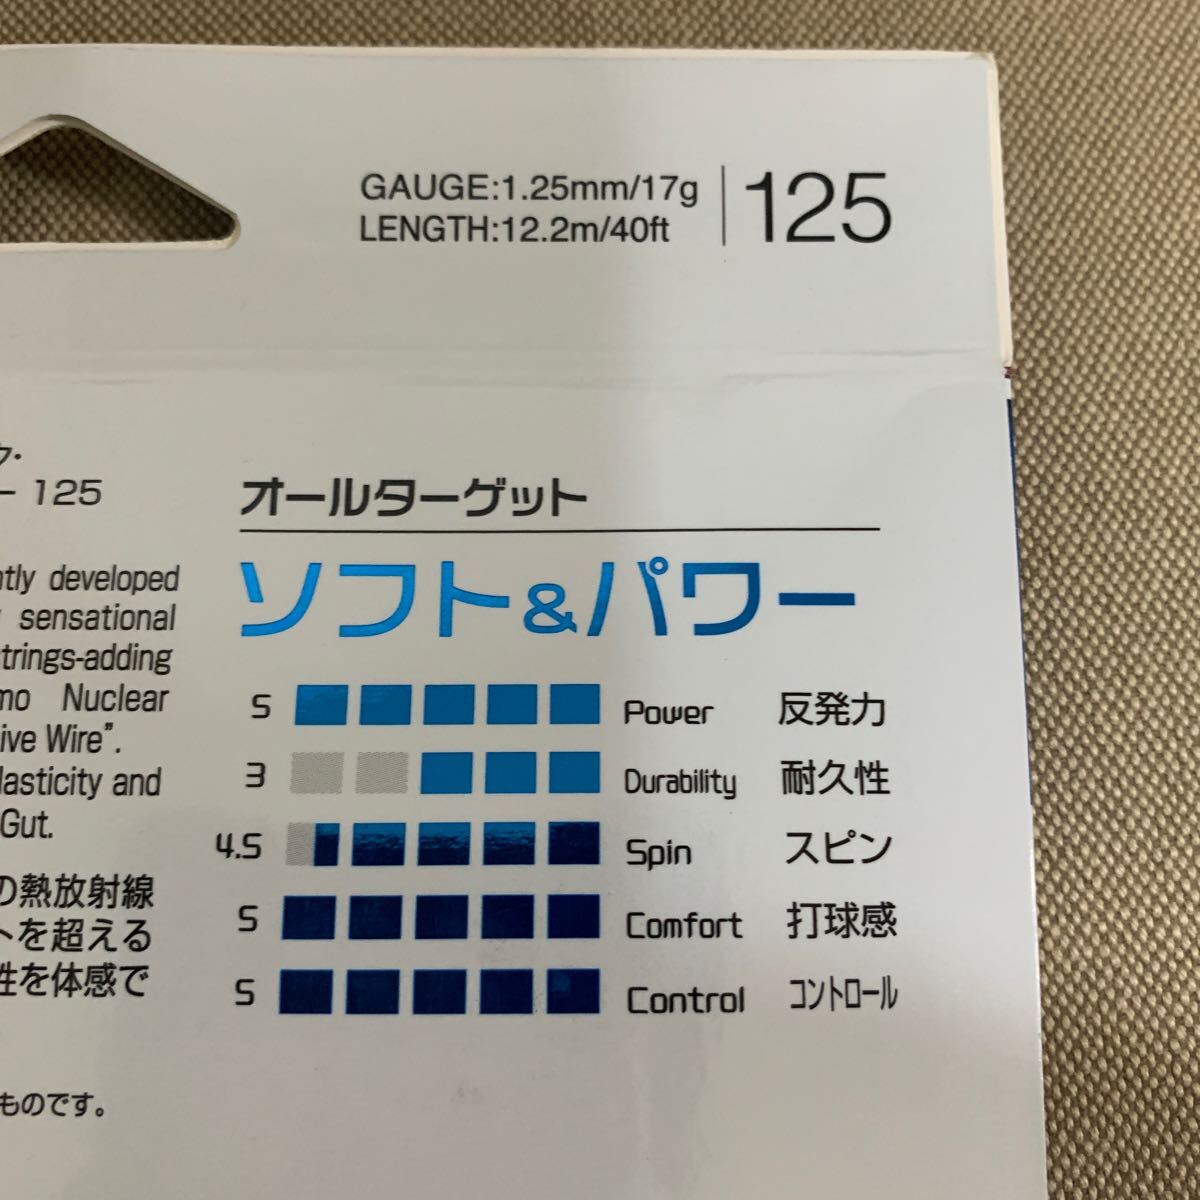 GAUGE:1.25mm/17g
LENGTH:12.2m/40ft
125
ー 125
developed
sensational
trings-adding
Nuclear
ive Wire".
lasticity and
Gut.
の熱放射線
トを超える
性を体感で
ものです。
オールターゲット
ソフト&パワー
5 Power 反発力
3 Durability 耐久性
4.5 Spin スピン
5 Comfort 打球感
5 Control コントロール